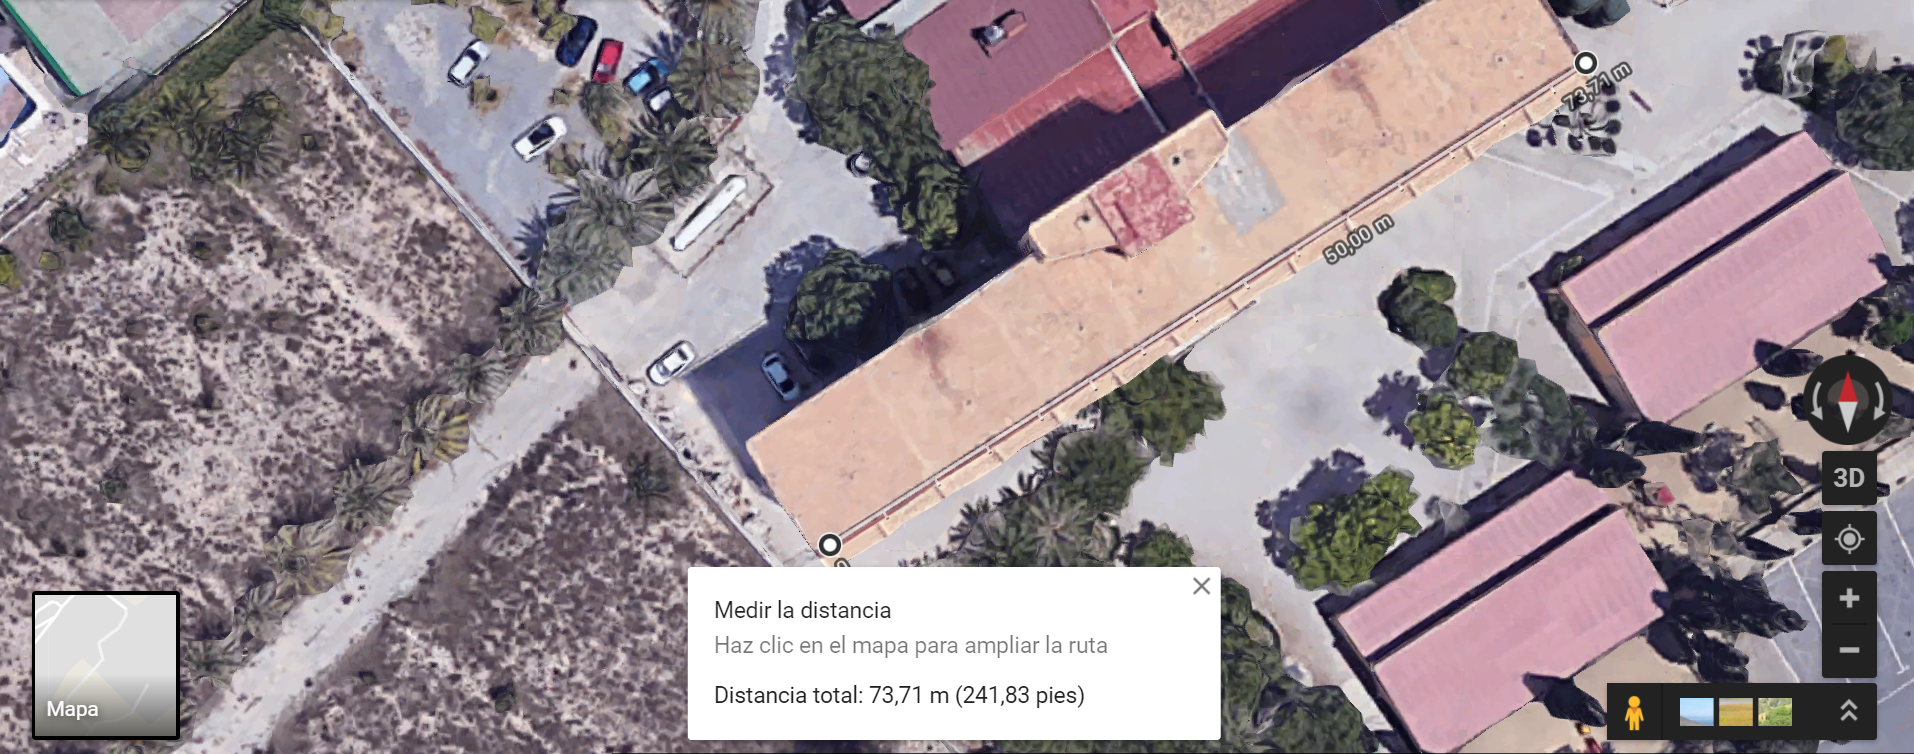 73,71 m
50,00 m
Medir la distancia
Haz clic en el mapa para ampliar la ruta
Distancia total: 73,71 m (241,83 pies)
Mapa
3D
+
−